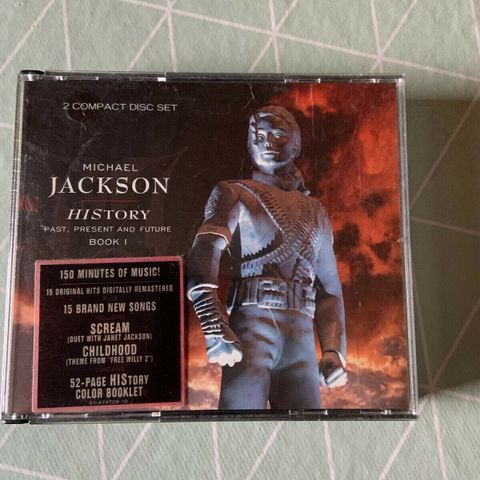 2 COMPACT DISC SET
MICHAEL
JACKSON
HIStory
PAST, PRESENT AND FUTURE
BOOK I
150 MINUTES OF MUSIC!
15 ORIGINAL HITS DIGITALLY REMASTERED
15 BRAND NEW SONGS
SCREAM
(DUET WITH JANET JACKSON)
CHILDHOOD
(THEME FROM "FREE WILLY 2")
52-PAGE HIStory
COLOR BOOKLET